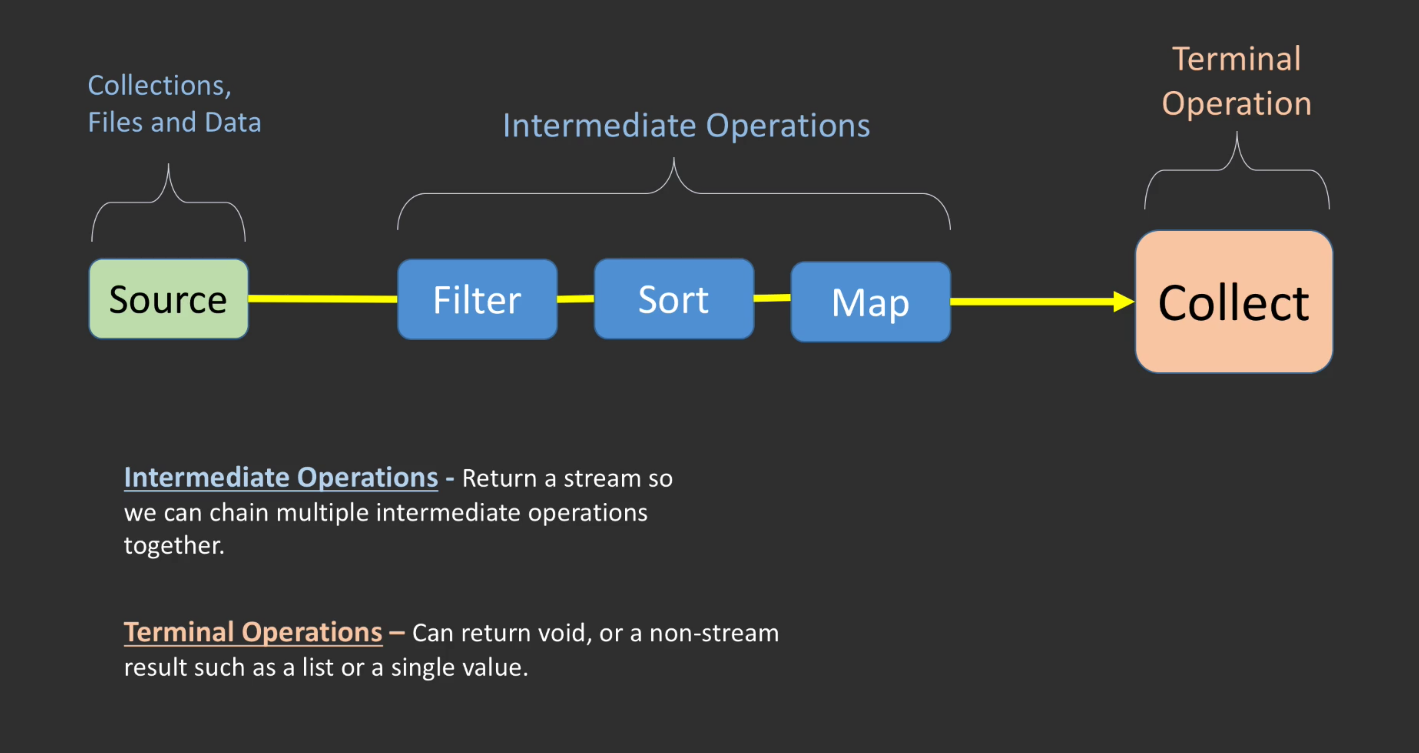 Collections,
Files and Data
Intermediate Operations
Terminal
Operation
Source
Filter
Sort
Map
Collect
Intermediate Operations - Return a stream so
we can chain multiple intermediate operations
together.
Terminal Operations – Can return void, or a non-stream
result such as a list or a single value.